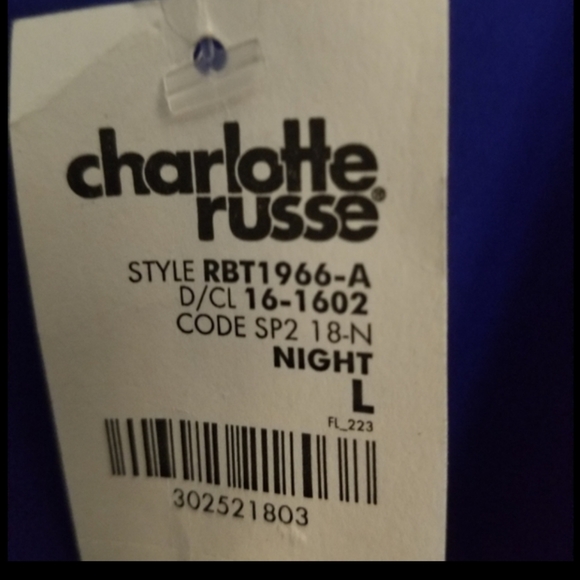 charlotte
russe®
STYLE RBT1966-A
D/CL 16-1602
CODE SP2 18-N
NIGHT
L
FL_223
302521803